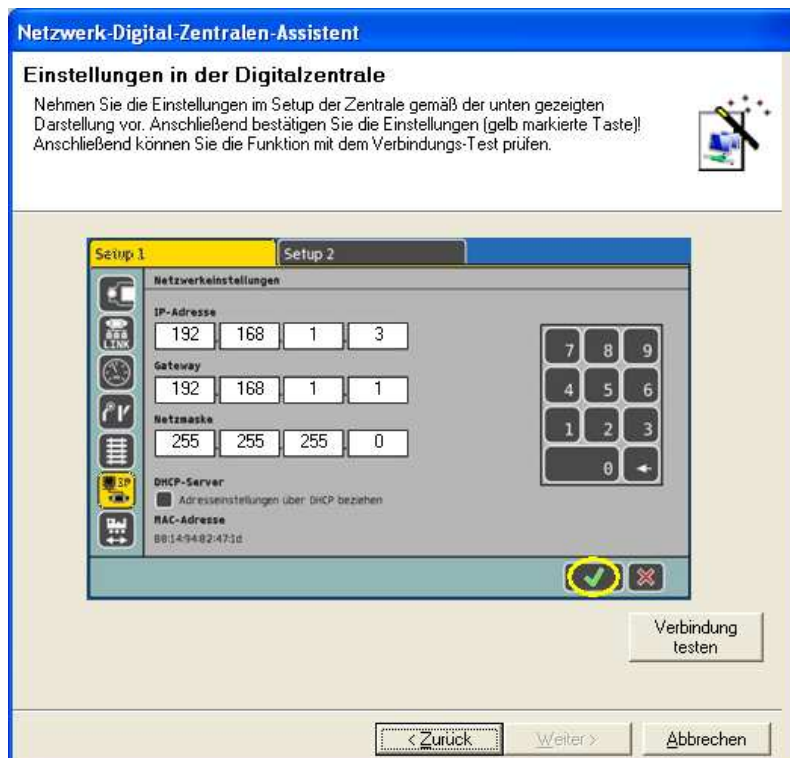 Netzwerk-Digital-Zentralen-Assistent
Einstellungen in der Digitalzentrale
Nehmen Sie die Einstellungen im Setup der Zentrale gemäß der unten gezeigten
Darstellung vor. Anschließend bestätigen Sie die Einstellungen (gelb markierte Taste)!
Anschließend können Sie die Funktion mit dem Verbindungs-Test prüfen.
Setup 1 Setup 2
Netzwerkeinstellungen
IP-Adresse
192 . 168 . 1 . 3
Gateway
192 . 168 . 1 . 1
Netzmaske
255 . 255 . 255 . 0
DHCP-Server
Adresseinstellungen über DHCP beziehen
MAC-Adresse
LINK
IP
7 8 9
4 5 6
1 2 3
0
Verbindung
testen
< Zurück Weiter > Abbrechen